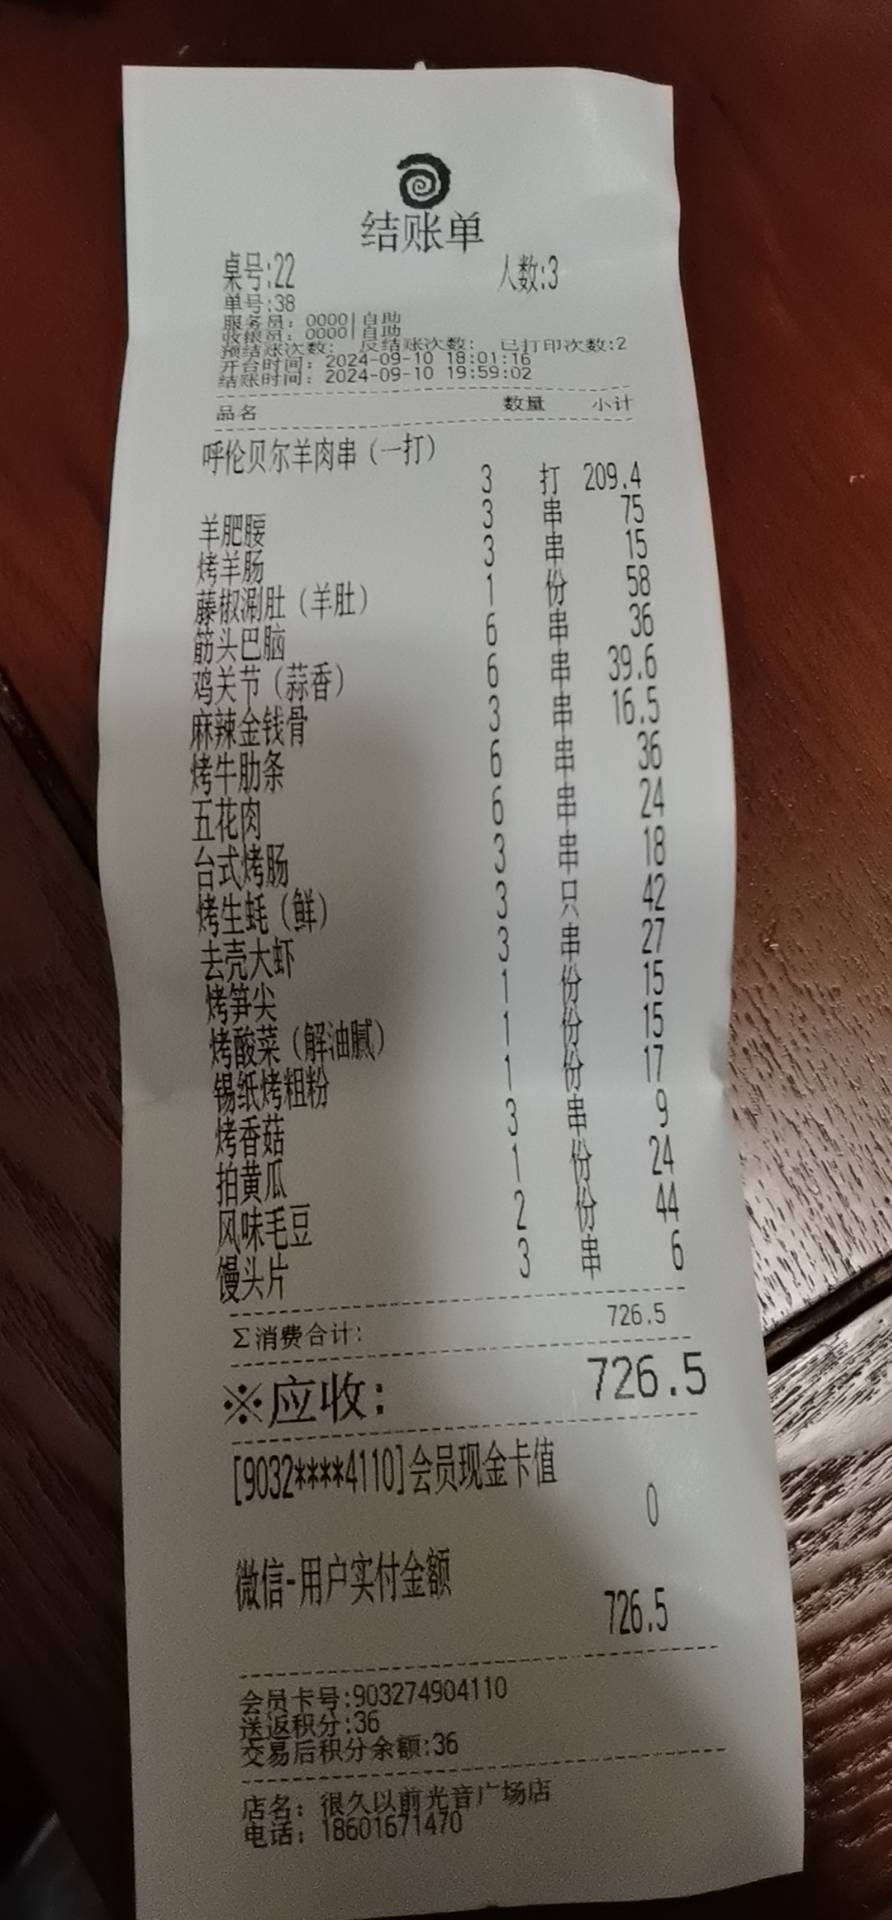 结账单
桌号:22 人数:3
单号:38
服务员: 0000|自助
收银员: 0000|自助
预结账次数: 反结账次数: 已打印次数:2
开台时间: 2024-09-10 18:01:16
结账时间: 2024-09-10 19:59:02
品名 数量 小计
呼伦贝尔羊肉串(一打)
3 打 209.4
羊肥腰 3 串 75
烤羊肠 3 串 15
藤椒涮肚(羊肚) 1 份 58
筋头巴脑 6 串 36
鸡关节(蒜香) 6 串 39.6
麻辣金钱骨 3 串 16.5
烤牛肋条 6 串 36
五花肉 6 串 24
台式烤肠 3 串 18
烤生蚝(鲜) 3 只 42
去壳大虾 3 串 27
烤笋尖 1 份 15
烤酸菜(解油腻) 1 份 15
锡纸烤粗粉 1 份 17
烤香菇 3 串 9
拍黄瓜 1 份 24
风味毛豆 2 份 44
馒头片 3 串 6
Σ消费合计: 726.5
※应收: 726.5
[9032****4110]会员现金卡值
0
微信-用户实付金额
726.5
会员卡号:903274904110
送返积分:36
交易后积分余额:36
店名: 很久以前光音广场店
电话: 18601671470